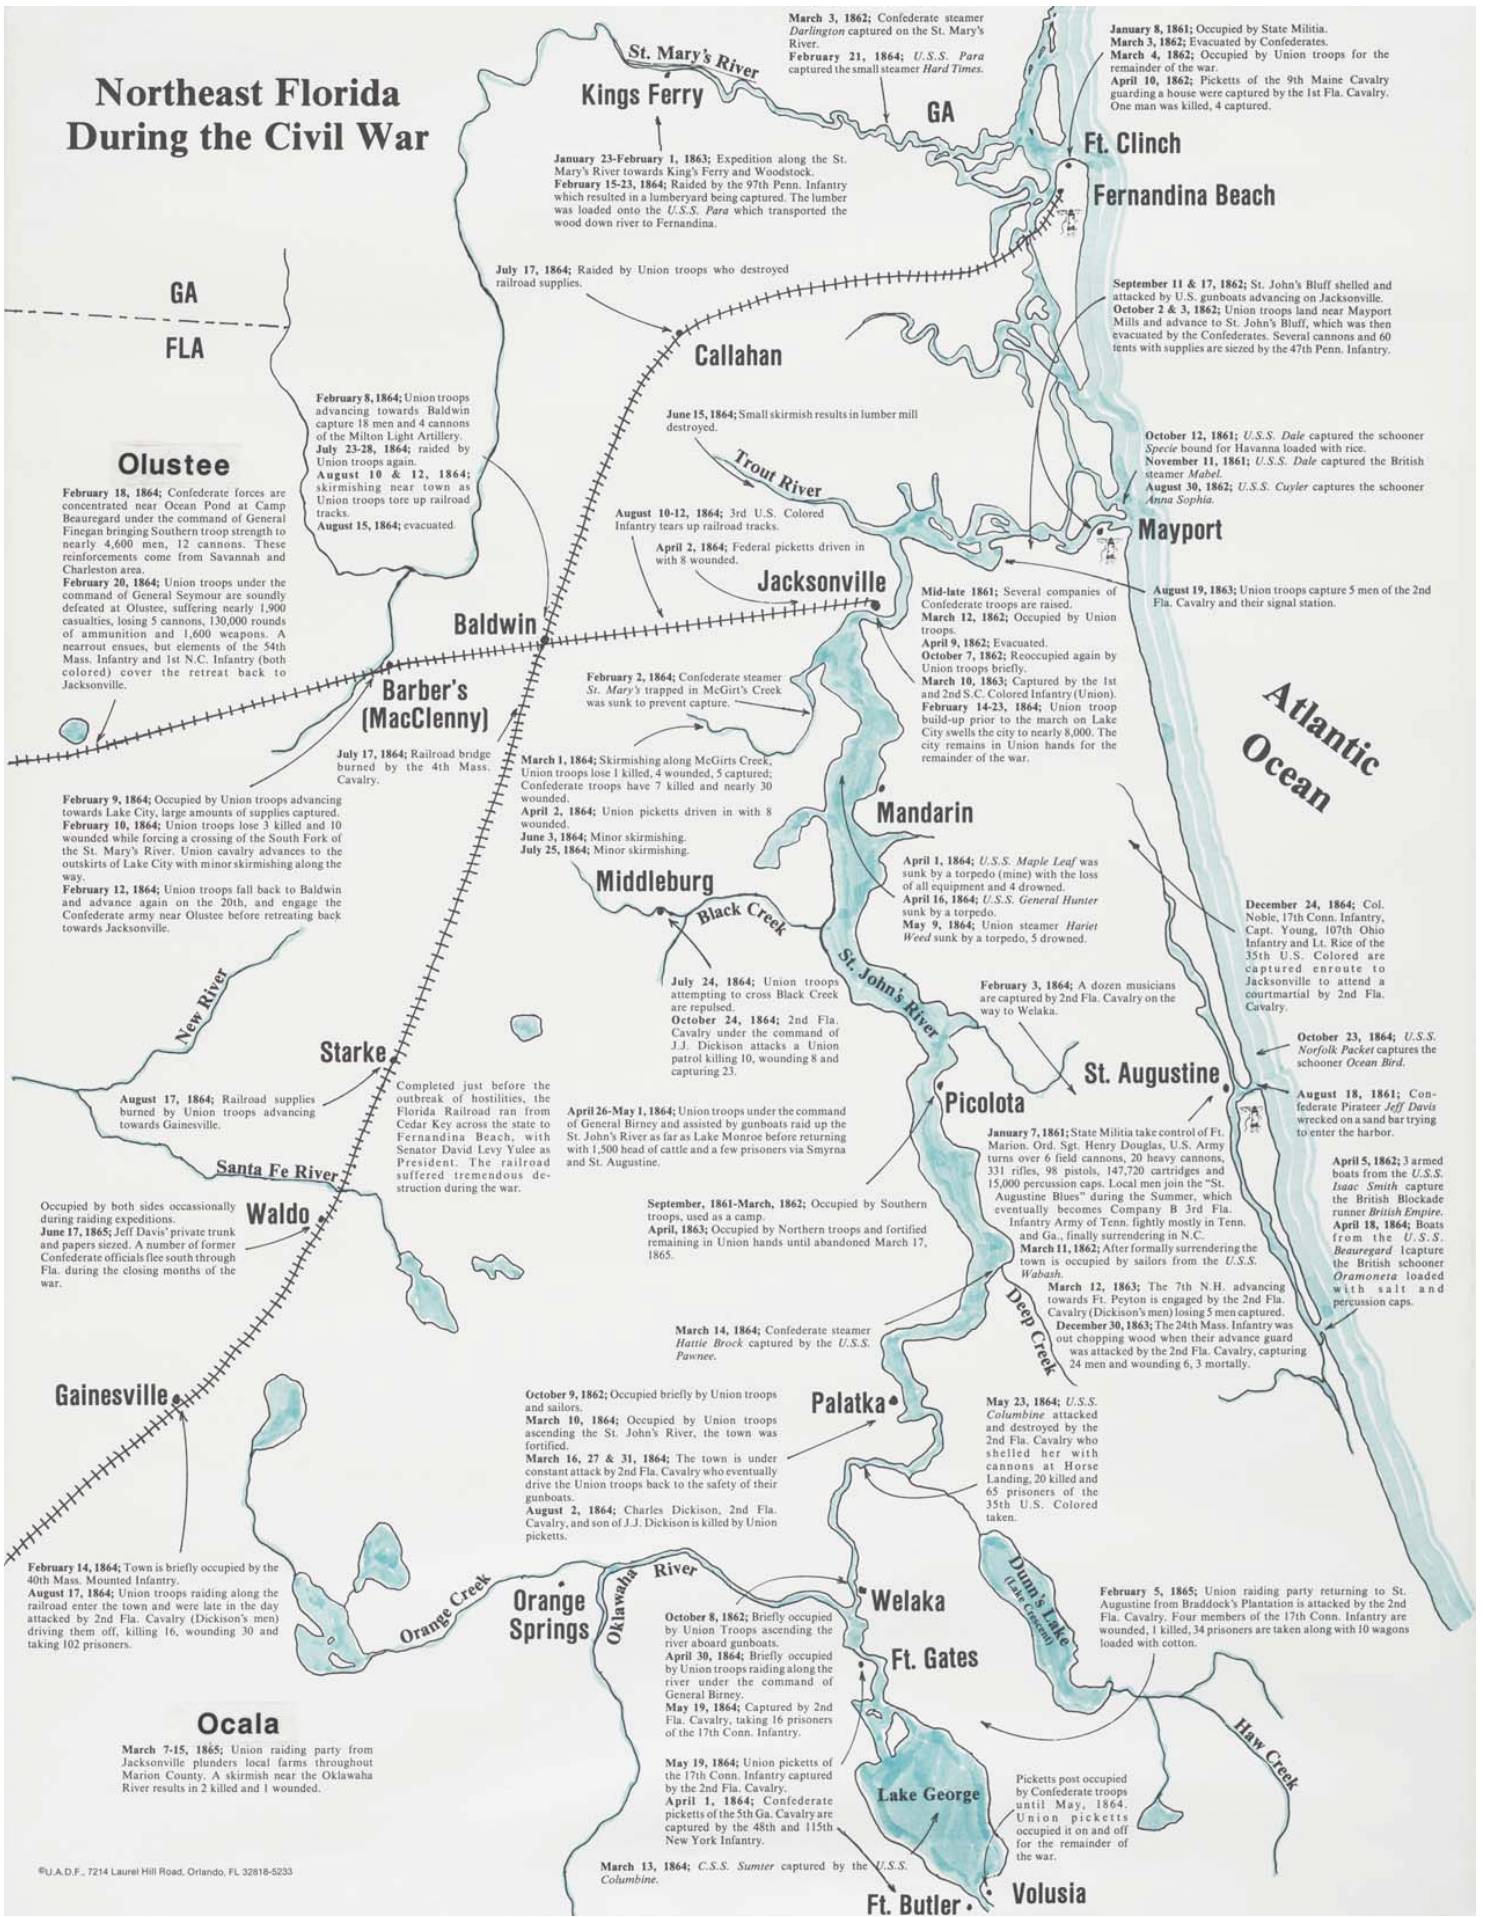 Northeast Florida
During the Civil War
March 3, 1862; Confederate steamer
Darlington captured on the St. Mary's
River.
February 21, 1864; U.S.S. Para
captured the small steamer Hard Times.
January 8, 1861; Occupied by State Militia.
March 3, 1862; Evacuated by Confederates.
March 4, 1862; Occupied by Union troops for the
remainder of the war.
April 10, 1862; Picketts of the 9th Maine Cavalry
guarding a house were captured by the 1st Fla. Cavalry.
One man was killed, 4 captured.
St. Mary's River
Kings Ferry
GA
Ft. Clinch
Fernandina Beach
January 23-February 1, 1863; Expedition along the St.
Mary's River towards King's Ferry and Woodstock.
February 15-23, 1864; Raided by the 97th Penn. Infantry
which resulted in a lumberyard being captured. The lumber
was loaded onto the U.S.S. Para which transported the
wood down river to Fernandina.
July 17, 1864; Raided by Union troops who destroyed
railroad supplies.
GA
FLA
Callahan
September 11 & 17, 1862; St. John's Bluff shelled and
attacked by U.S. gunboats advancing on Jacksonville.
October 2 & 3, 1862; Union troops land near Mayport
Mills and advance to St. John's Bluff, which was then
evacuated by the Confederates. Several cannons and 60
tents with supplies are siezed by the 47th Penn. Infantry.
February 8, 1864; Union troops
advancing towards Baldwin
capture 18 men and 4 cannons
of the Milton Light Artillery.
July 23-28, 1864; raided by
Union troops again.
August 10 & 12, 1864;
skirmishing near town as
Union troops tore up railroad
tracks.
August 15, 1864; evacuated.
June 15, 1864; Small skirmish results in lumber mill
destroyed.
Trout River
October 12, 1861; U.S.S. Dale captured the schooner
Specie bound for Havanna loaded with rice.
November 11, 1861; U.S.S. Dale captured the British
steamer Mabel.
August 30, 1862; U.S.S. Cuyler captures the schooner
Anna Sophia.
Mayport
Olustee
February 18, 1864; Confederate forces are
concentrated near Ocean Pond at Camp
Beauregard under the command of General
Finegan bringing Southern troop strength to
nearly 4,600 men, 12 cannons. These
reinforcements come from Savannah and
Charleston area.
February 20, 1864; Union troops under the
command of General Seymour are soundly
defeated at Olustee, suffering nearly 1,900
casualties, losing 5 cannons, 130,000 rounds
of ammunition and 1,600 weapons. A
nearrout ensues, but elements of the 54th
Mass. Infantry and 1st N.C. Infantry (both
colored) cover the retreat back to
Jacksonville.
August 10-12, 1864; 3rd U.S. Colored
Infantry tears up railroad tracks.
April 2, 1864; Federal picketts driven in
with 8 wounded.
Jacksonville
Baldwin
Mid-late 1861; Several companies of
Confederate troops are raised.
March 12, 1862; Occupied by Union
troops.
April 9, 1862; Evacuated.
October 7, 1862; Reoccupied again by
Union troops briefly.
March 10, 1863; Captured by the 1st
and 2nd S.C. Colored Infantry (Union).
February 14-23, 1864; Union troop
build-up prior to the march on Lake
City swells the city to nearly 8,000. The
city remains in Union hands for the
remainder of the war.
August 19, 1863; Union troops capture 5 men of the 2nd
Fla. Cavalry and their signal station.
Atlantic
Ocean
Barber's
(MacClenny)
February 2, 1864; Confederate steamer
St. Mary's trapped in McGirt's Creek
was sunk to prevent capture.
July 17, 1864; Railroad bridge
burned by the 4th Mass.
Cavalry.
March 1, 1864; Skirmishing along McGirts Creek,
Union troops lose 1 killed, 4 wounded, 5 captured;
Confederate troops have 7 killed and nearly 30
wounded.
April 2, 1864; Union picketts driven in with 8
wounded.
June 3, 1864; Minor skirmishing.
July 25, 1864; Minor skirmishing.
February 9, 1864; Occupied by Union troops advancing
towards Lake City, large amounts of supplies captured.
February 10, 1864; Union troops lose 3 killed and 10
wounded while forcing a crossing of the South Fork of
the St. Mary's River. Union cavalry advances to the
outskirts of Lake City with minor skirmishing along the
way.
February 12, 1864; Union troops fall back to Baldwin
and advance again on the 20th, and engage the
Confederate army near Olustee before retreating back
towards Jacksonville.
Mandarin
April 1, 1864; U.S.S. Maple Leaf was
sunk by a torpedo (mine) with the loss
of all equipment and 4 drowned.
April 16, 1864; U.S.S. General Hunter
sunk by a torpedo.
May 9, 1864; Union steamer Hariet
Weed sunk by a torpedo, 5 drowned.
Middleburg
Black Creek
St. John's River
December 24, 1864; Col.
Noble, 17th Conn. Infantry,
Capt. Young, 107th Ohio
Infantry and Lt. Rice of the
35th U.S. Colored are
captured enroute to
Jacksonville to attend a
courtmartial by 2nd Fla.
Cavalry.
July 24, 1864; Union troops
attempting to cross Black Creek
are repulsed.
October 24, 1864; 2nd Fla.
Cavalry under the command of
J.J. Dickison attacks a Union
patrol killing 10, wounding 8 and
capturing 23.
February 3, 1864; A dozen musicians
are captured by 2nd Fla. Cavalry on the
way to Welaka.
New River
Starke
St. Augustine
October 23, 1864; U.S.S.
Norfolk Packet captures the
schooner Ocean Bird.
August 17, 1864; Railroad supplies
burned by Union troops advancing
towards Gainesville.
Completed just before the
outbreak of hostilities, the
Florida Railroad ran from
Cedar Key across the state to
Fernandina Beach, with
Senator David Levy Yulee as
President. The railroad
suffered tremendous de-
struction during the war.
April 26-May 1, 1864; Union troops under the command
of General Birney and assisted by gunboats raid up the
St. John's River as far as Lake Monroe before returning
with 1,500 head of cattle and a few prisoners via Smyrna
and St. Augustine.
Picolota
August 18, 1861; Con-
federate Pirateer Jeff Davis
wrecked on a sand bar trying
to enter the harbor.
January 7, 1861; State Militia take control of Ft.
Marion. Ord. Sgt. Henry Douglas, U.S. Army
turns over 6 field cannons, 20 heavy cannons,
331 rifles, 98 pistols, 147,720 cartridges and
15,000 percussion caps. Local men join the "St.
Augustine Blues" during the Summer, which
eventually becomes Company B 3rd Fla.
Infantry Army of Tenn. fightly mostly in Tenn.
and Ga., finally surrendering in N.C.
March 11, 1862; After formally surrendering the
town is occupied by sailors from the U.S.S.
Wabash.
March 12, 1863; The 7th N.H. advancing
towards Ft. Peyton is engaged by the 2nd Fla.
Cavalry (Dickison's men) losing 5 men captured.
December 30, 1863; The 24th Mass. Infantry was
out chopping wood when their advance guard
was attacked by the 2nd Fla. Cavalry, capturing
24 men and wounding 6, 3 mortally.
April 5, 1862; 3 armed
boats from the U.S.S.
Isaac Smith capture
the British Blockade
runner British Empire.
April 18, 1864; Boats
from the U.S.S.
Beauregard 1capture
the British schooner
Oramoneta loaded
with salt and
percussion caps.
Santa Fe River
Waldo
Occupied by both sides occassionally
during raiding expeditions.
June 17, 1865; Jeff Davis' private trunk
and papers siezed. A number of former
Confederate officials flee south through
Fla. during the closing months of the
war.
September, 1861-March, 1862; Occupied by Southern
troops, used as a camp.
April, 1863; Occupied by Northern troops and fortified
remaining in Union hands until abandoned March 17,
1865.
Deep Creek
March 14, 1864; Confederate steamer
Hattie Brock captured by the U.S.S.
Pawnee.
Gainesville
October 9, 1862; Occupied briefly by Union troops
and sailors.
March 10, 1864; Occupied by Union troops
ascending the St. John's River, the town was
fortified.
March 16, 27 & 31, 1864; The town is under
constant attack by 2nd Fla. Cavalry who eventually
drive the Union troops back to the safety of their
gunboats.
August 2, 1864; Charles Dickison, 2nd Fla.
Cavalry, and son of J.J. Dickison is killed by Union
picketts.
Palatka
May 23, 1864; U.S.S.
Columbine attacked
and destroyed by the
2nd Fla. Cavalry who
shelled her with
cannons at Horse
Landing, 20 killed and
65 prisoners of the
35th U.S. Colored
taken.
February 14, 1864; Town is briefly occupied by the
40th Mass. Mounted Infantry.
August 17, 1864; Union troops raiding along the
railroad enter the town and were late in the day
attacked by 2nd Fla. Cavalry (Dickison's men)
driving them off, killing 16, wounding 30 and
taking 102 prisoners.
Orange Creek
Orange
Springs
Oklawaha
River
Welaka
Dunn's Lake
(Lake Crescent)
February 5, 1865; Union raiding party returning to St.
Augustine from Braddock's Plantation is attacked by the 2nd
Fla. Cavalry. Four members of the 17th Conn. Infantry are
wounded, 1 killed, 34 prisoners are taken along with 10 wagons
loaded with cotton.
October 8, 1862; Briefly occupied
by Union Troops ascending the
river aboard gunboats.
April 30, 1864; Briefly occupied
by Union troops raiding along the
river under the command of
General Birney.
May 19, 1864; Captured by 2nd
Fla. Cavalry, taking 16 prisoners
of the 17th Conn. Infantry.
Ft. Gates
Ocala
March 7-15, 1865; Union raiding party from
Jacksonville plunders local farms throughout
Marion County. A skirmish near the Oklawaha
River results in 2 killed and 1 wounded.
Haw Creek
May 19, 1864; Union picketts of
the 17th Conn. Infantry captured
by the 2nd Fla. Cavalry.
April 1, 1864; Confederate
picketts of the 5th Ga. Cavalry are
captured by the 48th and 115th
New York Infantry.
Lake George
Picketts post occupied
by Confederate troops
until May, 1864.
Union picketts
occupied it on and off
for the remainder of
the war.
March 13, 1864; C.S.S. Sumter captured by the U.S.S.
Columbine.
Ft. Butler
Volusia
©U.A.D.F., 7214 Laurel Hill Road, Orlando, FL 32818-5233